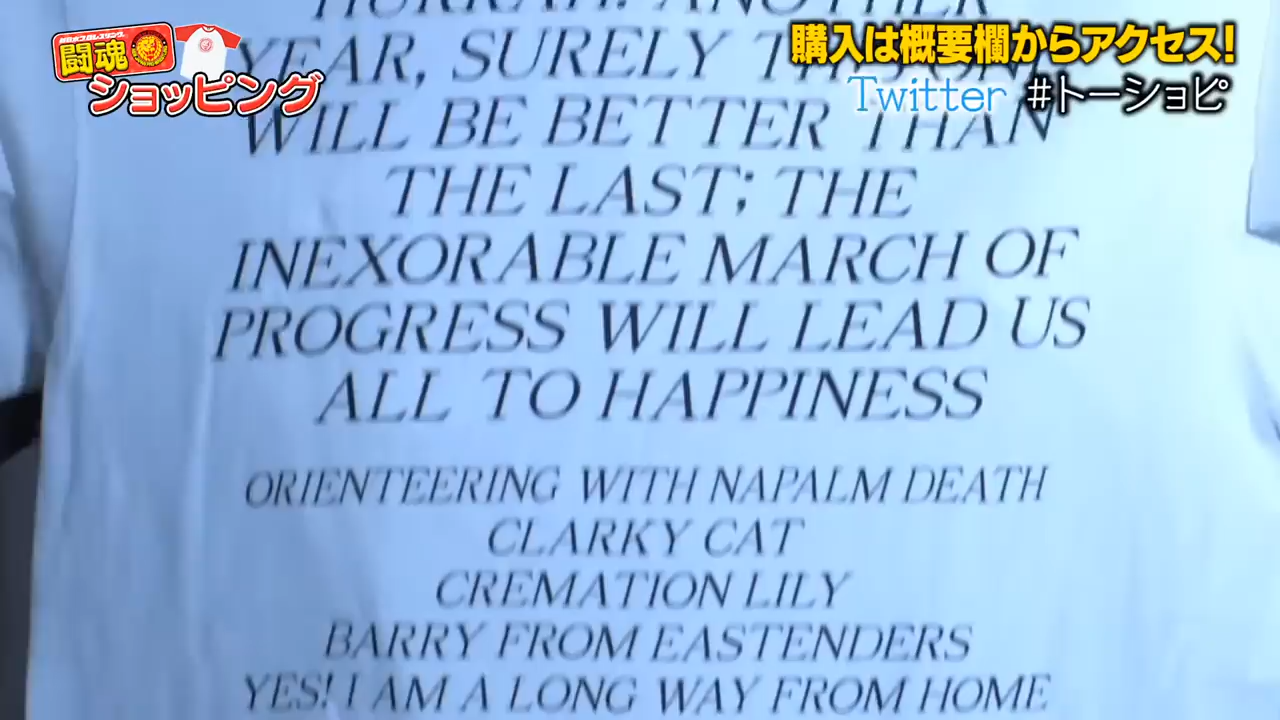 闘魂
ショッピング
購入は概要欄からアクセス!
Twitter #トーショピ
HURRAH! ANOTHER
YEAR, SURELY THIS ONE
WILL BE BETTER THAN
THE LAST; THE
INEXORABLE MARCH OF
PROGRESS WILL LEAD US
ALL TO HAPPINESS
ORIENTEERING WITH NAPALM DEATH
CLARKY CAT
CREMATION LILY
BARRY FROM EASTENDERS
YES! I AM A LONG WAY FROM HOME